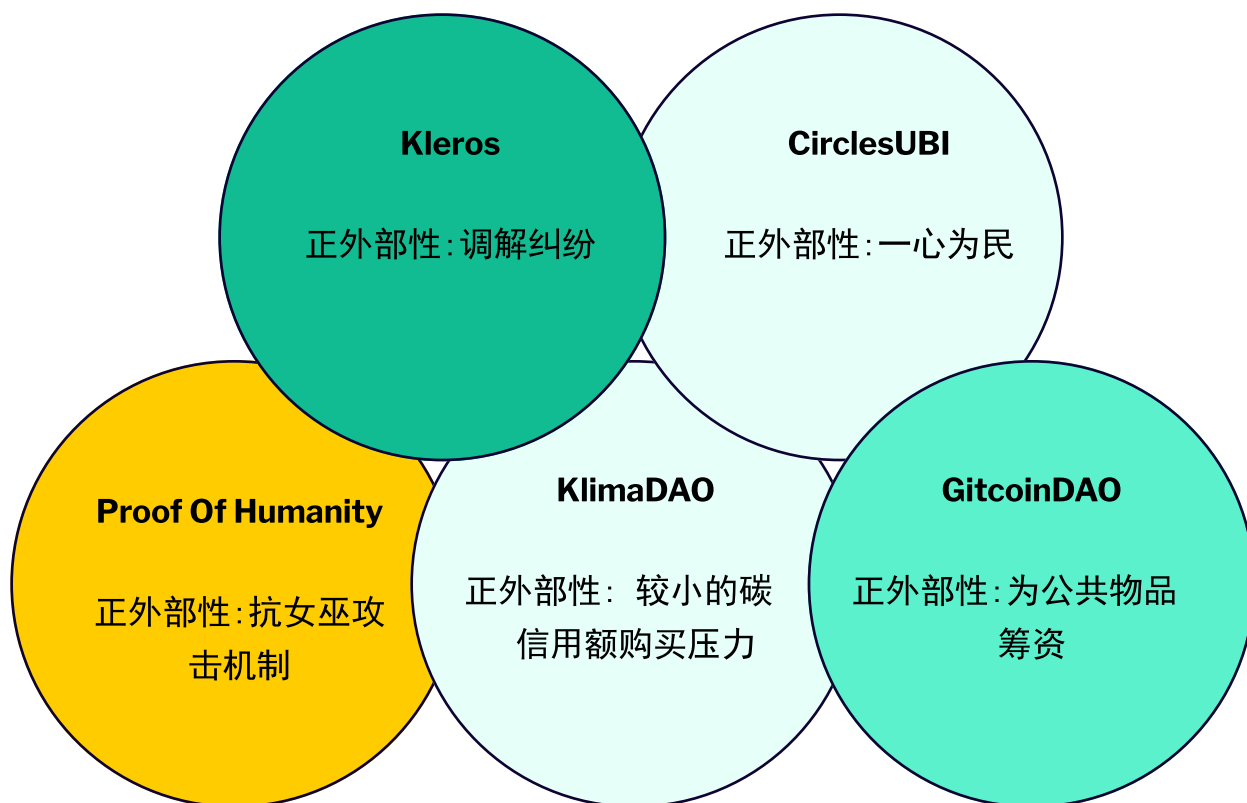 Kleros
正外部性:调解纠纷
CirclesUBI
正外部性:一心为民
Proof Of Humanity
正外部性:抗女巫攻
击机制
KlimaDAO
正外部性: 较小的碳
信用额购买压力
GitcoinDAO
正外部性:为公共物品
筹资